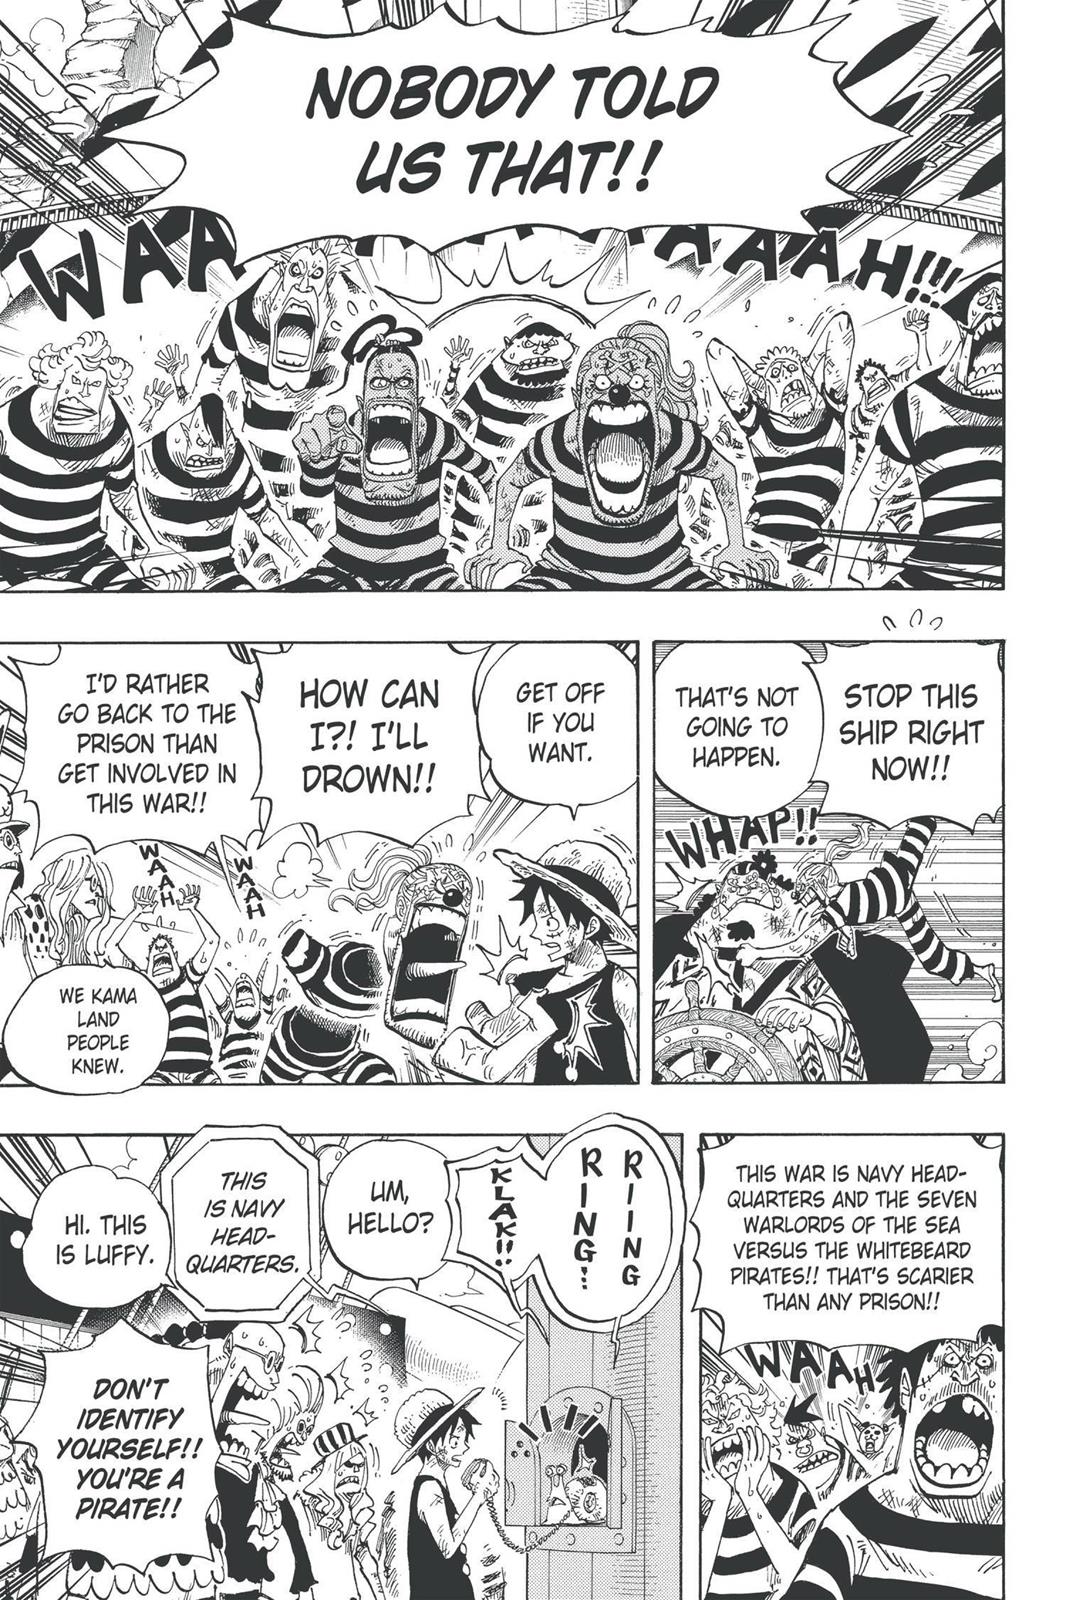 NOBODY TOLD
US THAT!!
WAAAAHHHAAAAAH!!!
STOP THIS
SHIP RIGHT
NOW!!
THAT'S NOT
GOING TO
HAPPEN.
WHAP!!
GET OFF
IF YOU
WANT.
HOW CAN
I?! I'LL
DROWN!!
I'D RATHER
GO BACK TO THE
PRISON THAN
GET INVOLVED IN
THIS WAR!!
WAAH
WAAH
WE KAMA
LAND
PEOPLE
KNEW.
THIS WAR IS NAVY HEAD-
QUARTERS AND THE SEVEN
WARLORDS OF THE SEA
VERSUS THE WHITEBEARD
PIRATES!! THAT'S SCARIER
THAN ANY PRISON!!
WAAAH
RIING
RING!!
KLAK!!
UM,
HELLO?
THIS
IS NAVY
HEAD-
QUARTERS.
HI. THIS
IS LUFFY.
DON'T
IDENTIFY
YOURSELF!!
YOU'RE A
PIRATE!!